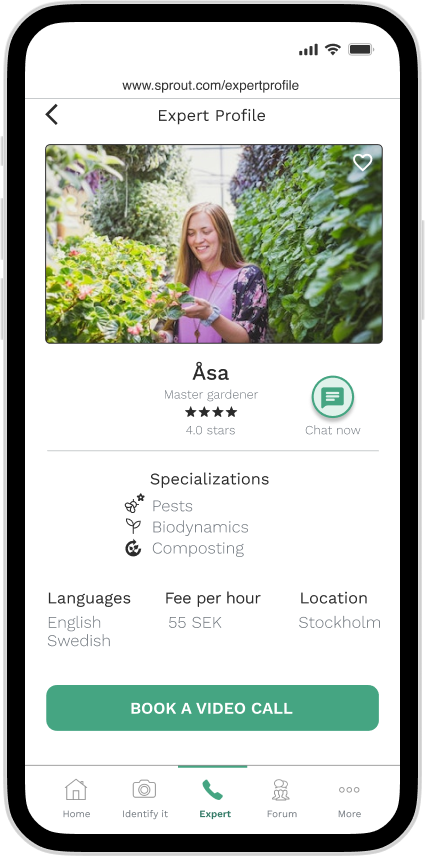 www.sprout.com/expertprofile
Expert Profile
Åsa
Master gardener
4.0 stars
Chat now
Specializations
Pests
Biodynamics
Composting
Languages Fee per hour Location
English 55 SEK Stockholm
Swedish
BOOK A VIDEO CALL
Home Identify it Expert Forum More